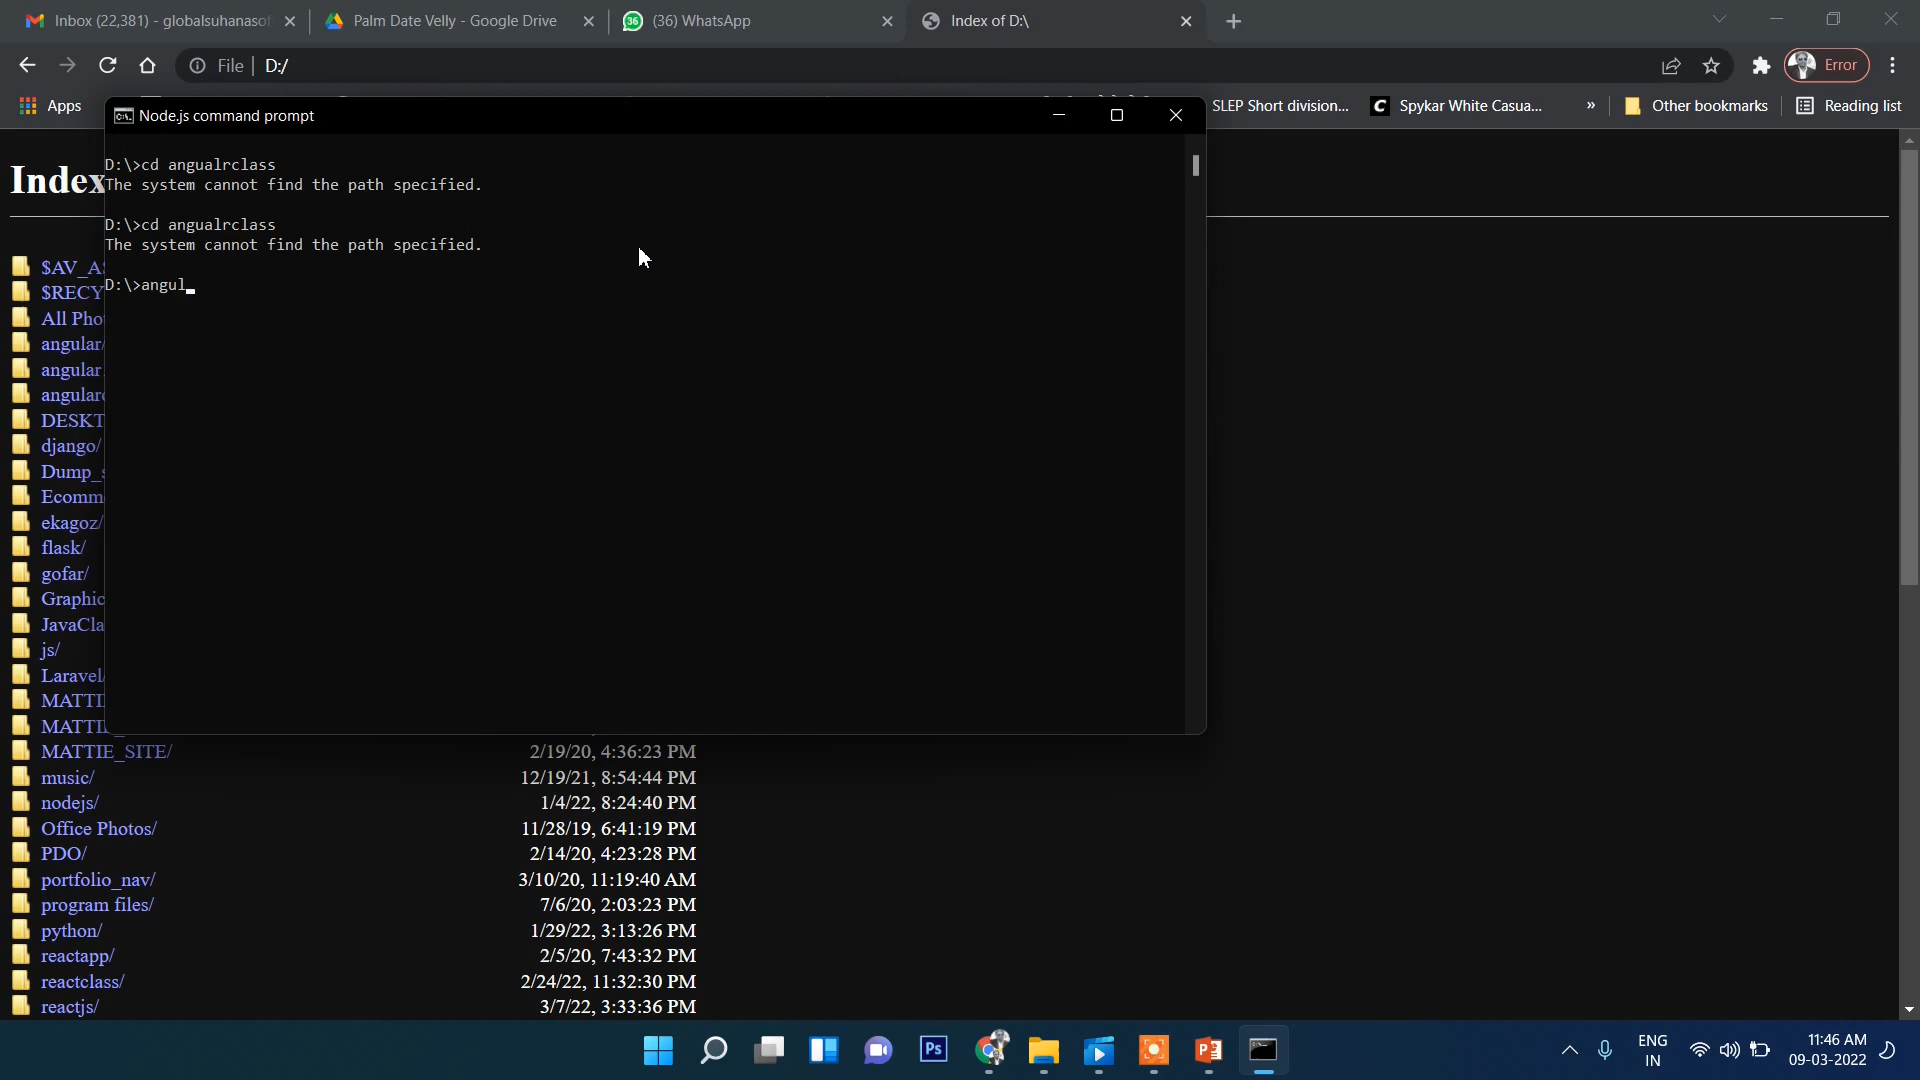 Inbox (22,381) - globalsuhanasof
Palm Date Velly - Google Drive
(36) WhatsApp
Index of D:\
File
D:/
Error
Apps
SLEP Short division...
Spykar White Casua...
»
Other bookmarks
Reading list
Node.js command prompt
D:\>cd angualrclass
The system cannot find the path specified.
D:\>cd angualrclass
The system cannot find the path specified.
D:\>angul
Index
$AV_AS
$RECY
All Pho
angular/
angular
angular
DESKT
django/
Dump_s
Ecomm
ekagoz/
flask/
gofar/
Graphic
JavaCla
js/
Laravel/
MATTI
MATTIE_
MATTIE_SITE/ 2/19/20, 4:36:23 PM
music/ 12/19/21, 8:54:44 PM
nodejs/ 1/4/22, 8:24:40 PM
Office Photos/ 11/28/19, 6:41:19 PM
PDO/ 2/14/20, 4:23:28 PM
portfolio_nav/ 3/10/20, 11:19:40 AM
program files/ 7/6/20, 2:03:23 PM
python/ 1/29/22, 3:13:26 PM
reactapp/ 2/5/20, 7:43:32 PM
reactclass/ 2/24/22, 11:32:30 PM
reactjs/ 3/7/22, 3:33:36 PM
Ps
ENG
IN
11:46 AM
09-03-2022